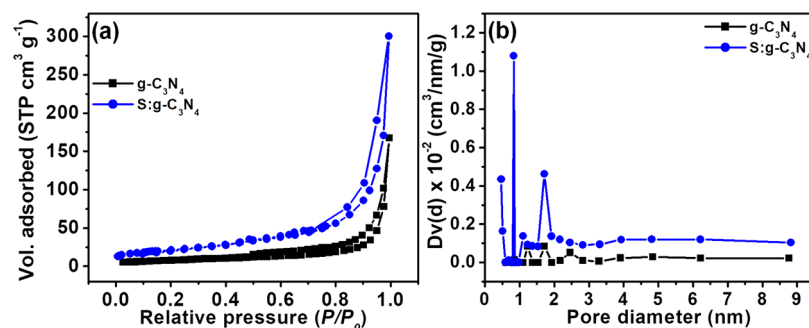 (a)
g-C₃N₄
S:g-C₃N₄
Vol. adsorbed (STP cm³ g⁻¹)
300
250
200
150
100
50
0
0.0 0.2 0.4 0.6 0.8 1.0
Relative pressure (P/P₀)
(b)
g-C₃N₄
S:g-C₃N₄
Dv(d) x 10⁻² (cm³/nm/g)
1.2
1.0
0.8
0.6
0.4
0.2
0.0
0 1 2 3 4 5 6 7 8 9
Pore diameter (nm)